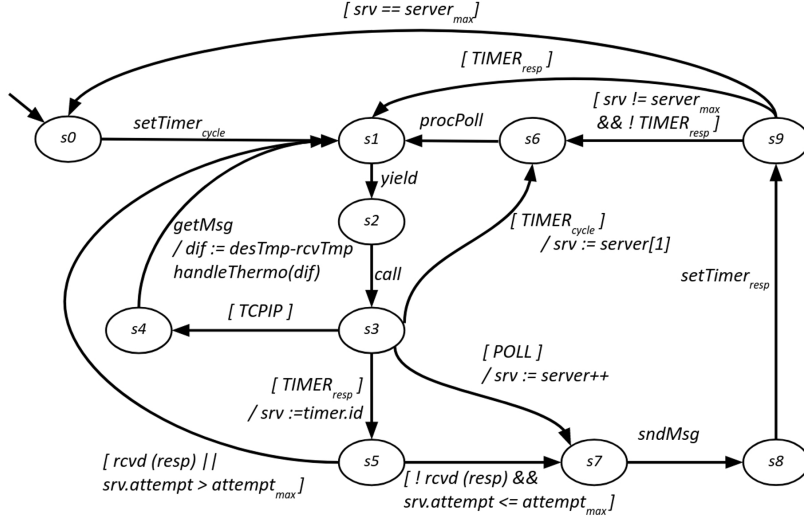 [ srv == server_max]
[ TIMER_resp ]
[ srv != server_max
&& ! TIMER_resp ]
s0
setTimer_cycle
s1
procPoll
s6
s9
yield
s2
getMsg
/ dif := desTmp-rcvTmp
handleThermo(dif)
[ TIMER_cycle ]
/ srv := server[1]
call
setTimer_resp
s4
[ TCPIP ]
s3
[ POLL ]
/ srv := server++
[ TIMER_resp ]
/ srv :=timer.id
sndMsg
[ rcvd (resp) ||
srv.attempt > attempt_max ]
s5
[ ! rcvd (resp) &&
srv.attempt <= attempt_max ]
s7
s8